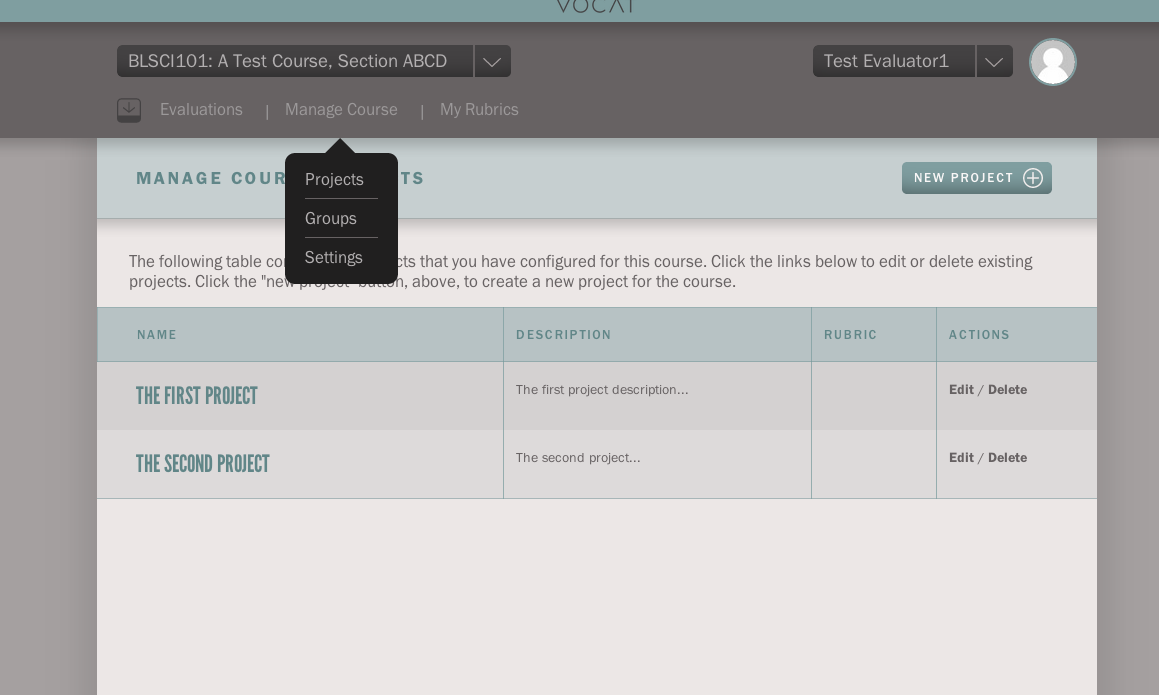 VOCAT
BLSCI101: A Test Course, Section ABCD
Test Evaluator1
Evaluations | Manage Course | My Rubrics
Projects
Groups
Settings
MANAGE COUR TS
NEW PROJECT
The following table co cts that you have configured for this course. Click the links below to edit or delete existing
projects. Click the "new project" button, above, to create a new project for the course.
NAME DESCRIPTION RUBRIC ACTIONS
THE FIRST PROJECT The first project description... Edit / Delete
THE SECOND PROJECT The second project... Edit / Delete